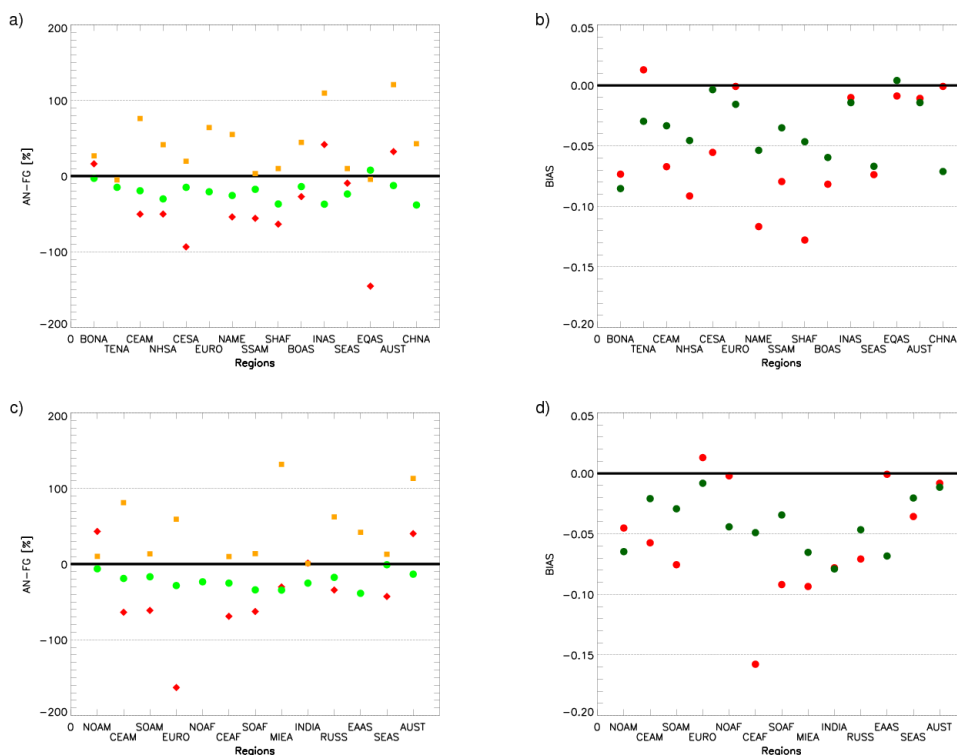 a)
200
100
0
−100
−200
AN−FG [%]
0 BONA CEAM CESA NAME SHAF INAS EQAS CHNA
TENA NHSA EURO SSAM BOAS SEAS AUST
Regions
b)
0.05
0.00
−0.05
−0.10
−0.15
−0.20
BIAS
0 BONA CEAM CESA NAME SHAF INAS EQAS CHNA
TENA NHSA EURO SSAM BOAS SEAS AUST
Regions
c)
200
100
0
−100
−200
AN−FG [%]
0 NOAM SOAM NOAF SOAF INDIA EAAS AUST
CEAM EURO CEAF MIEA RUSS SEAS
Regions
d)
0.05
0.00
−0.05
−0.10
−0.15
−0.20
BIAS
0 NOAM SOAM NOAF SOAF INDIA EAAS AUST
CEAM EURO CEAF MIEA RUSS SEAS
Regions